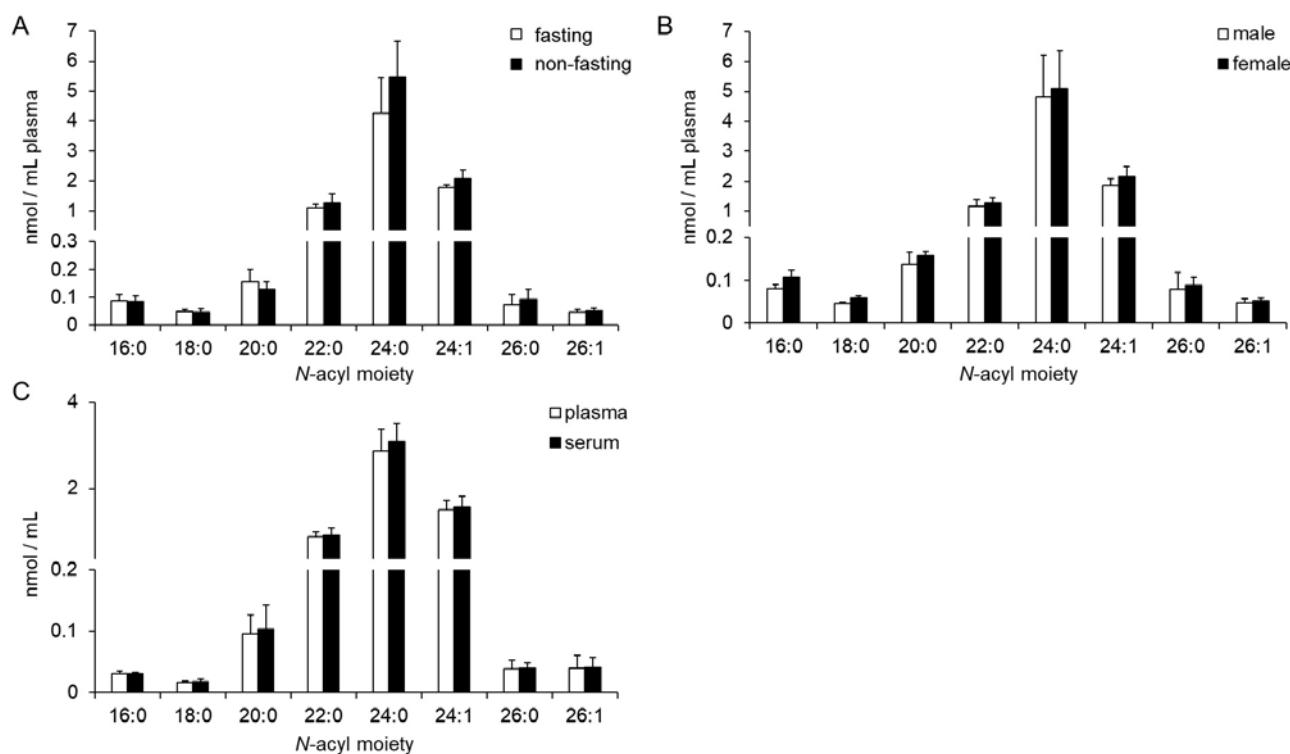 A
fasting
non-fasting
nmol / mL plasma
7
6
5
4
3
2
1
0.3
0.2
0.1
0
16:0 18:0 20:0 22:0 24:0 24:1 26:0 26:1
N-acyl moiety
B
male
female
nmol / mL plasma
7
6
5
4
3
2
1
0.2
0.1
0
16:0 18:0 20:0 22:0 24:0 24:1 26:0 26:1
N-acyl moiety
C
plasma
serum
nmol / mL
4
2
0.2
0.1
0
16:0 18:0 20:0 22:0 24:0 24:1 26:0 26:1
N-acyl moiety